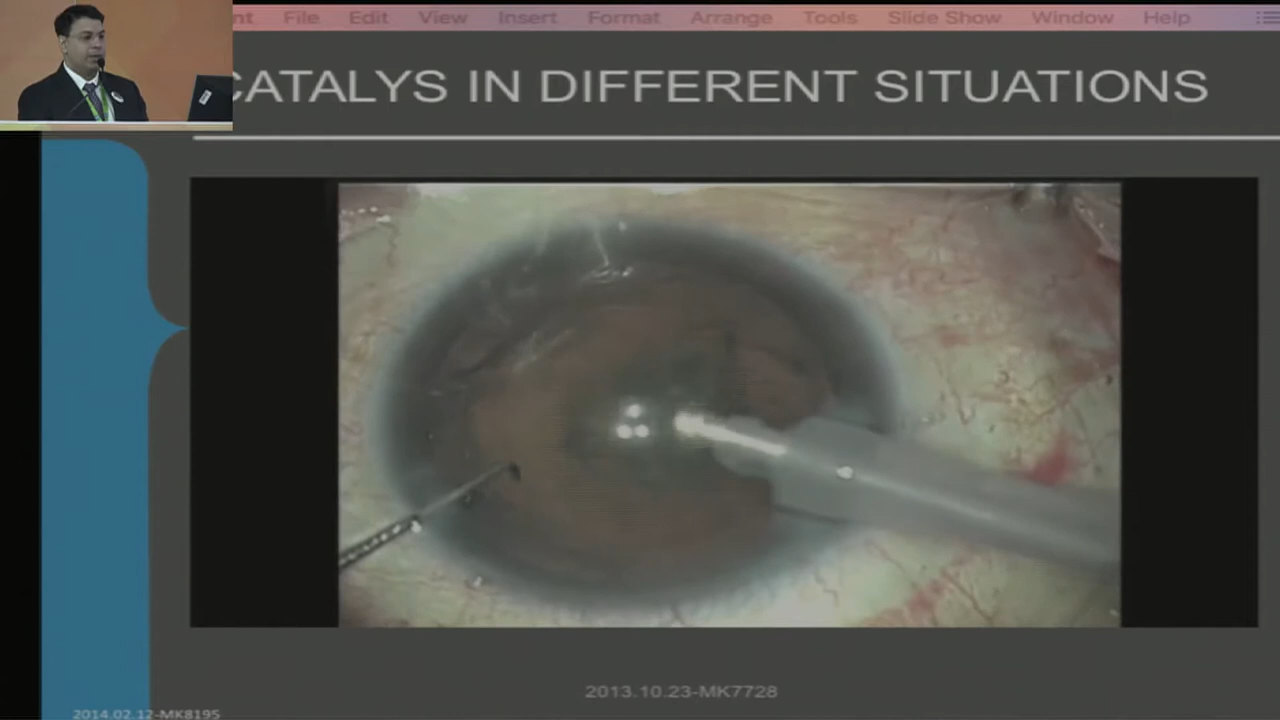 File Edit View Insert Format Arrange Tools Slide Show Window Help
CATALYS IN DIFFERENT SITUATIONS
2013.10.23-MK7728
2014.02.12-MK8195